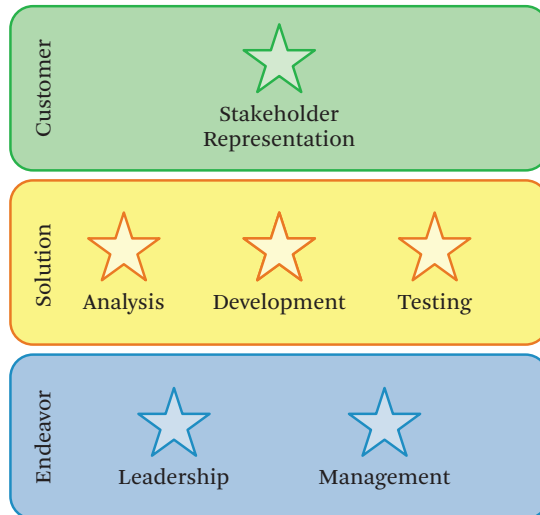 Customer
Stakeholder
Representation
Solution
Analysis
Development
Testing
Endeavor
Leadership
Management